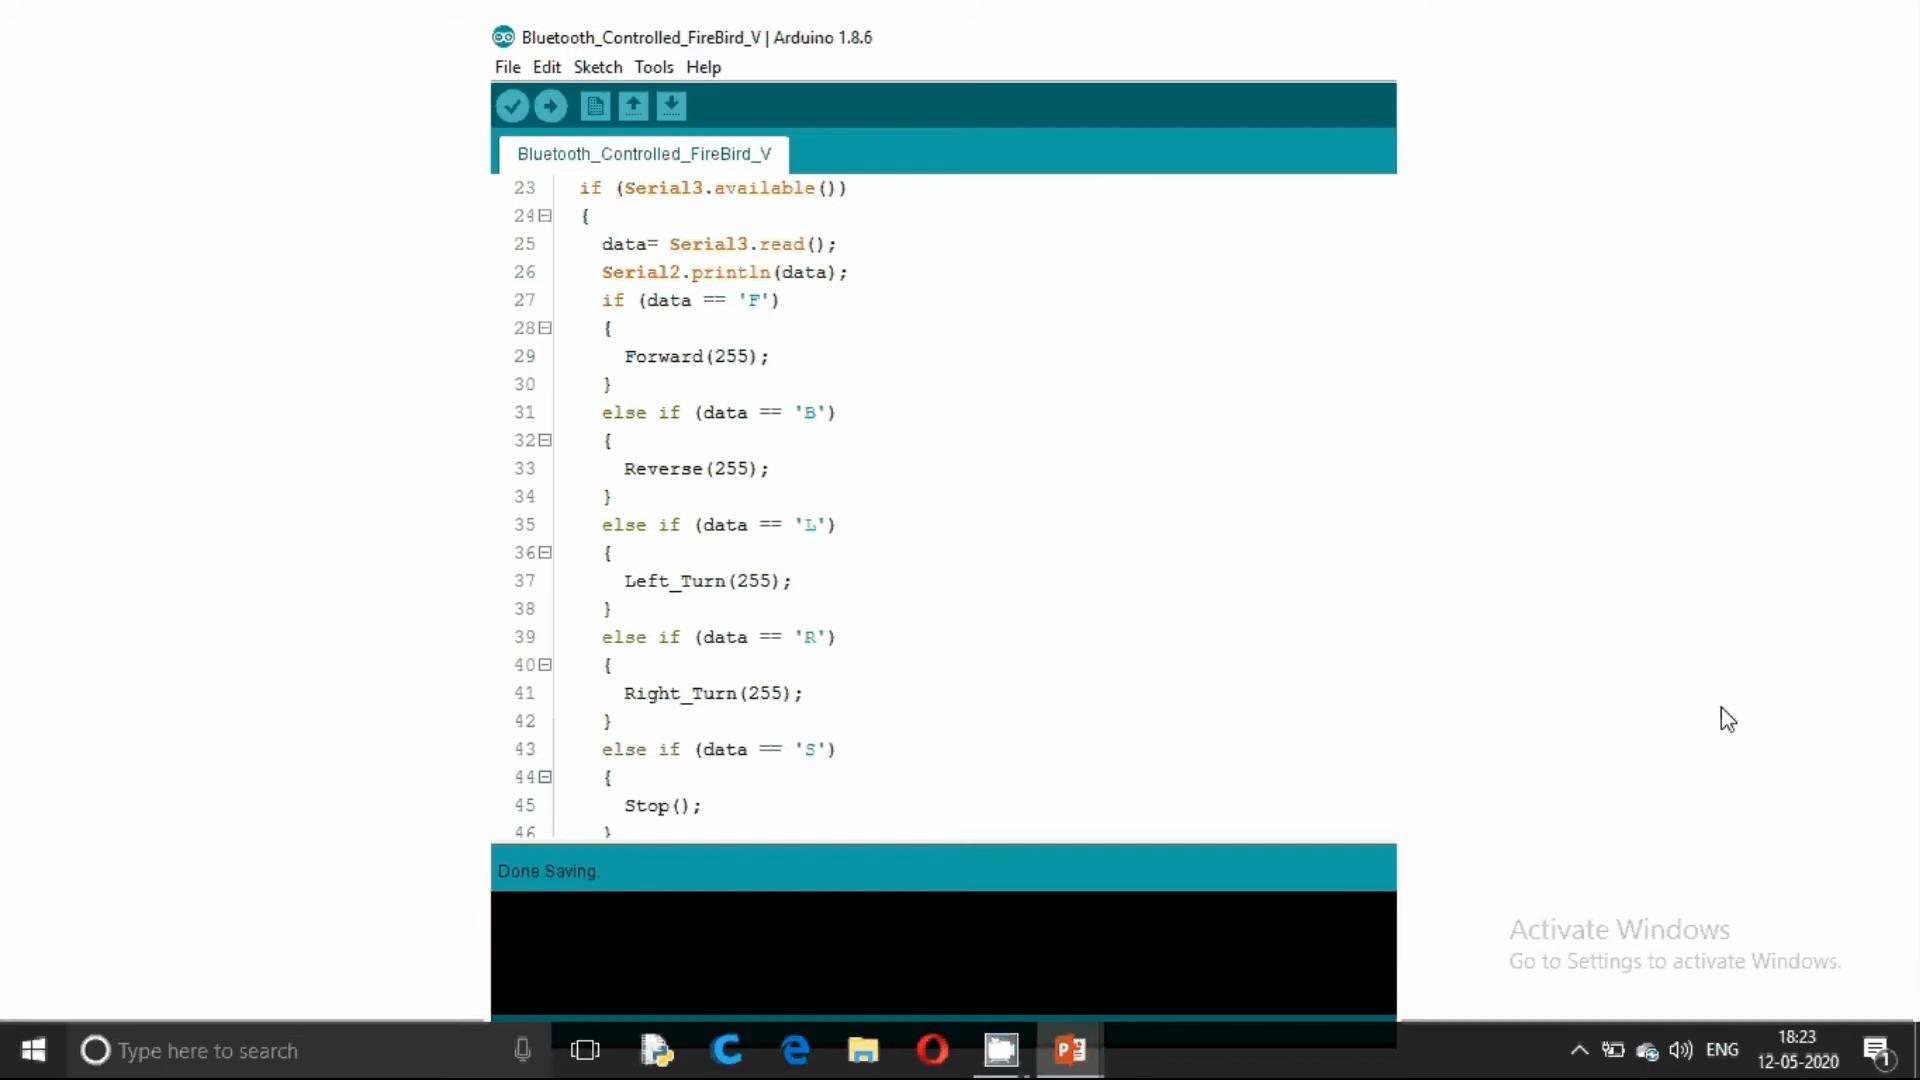 Bluetooth_Controlled_FireBird_V | Arduino 1.8.6
File Edit Sketch Tools Help
Bluetooth_Controlled_FireBird_V
23 if (Serial3.available())
24 {
25 data= Serial3.read();
26 Serial2.println(data);
27 if (data == 'F')
28 {
29 Forward(255);
30 }
31 else if (data == 'B')
32 {
33 Reverse(255);
34 }
35 else if (data == 'L')
36 {
37 Left_Turn(255);
38 }
39 else if (data == 'R')
40 {
41 Right_Turn(255);
42 }
43 else if (data == 'S')
44 {
45 Stop();
46 }
Done Saving.
Activate Windows
Go to Settings to activate Windows.
Type here to search
ENG
18:23
12-05-2020
1